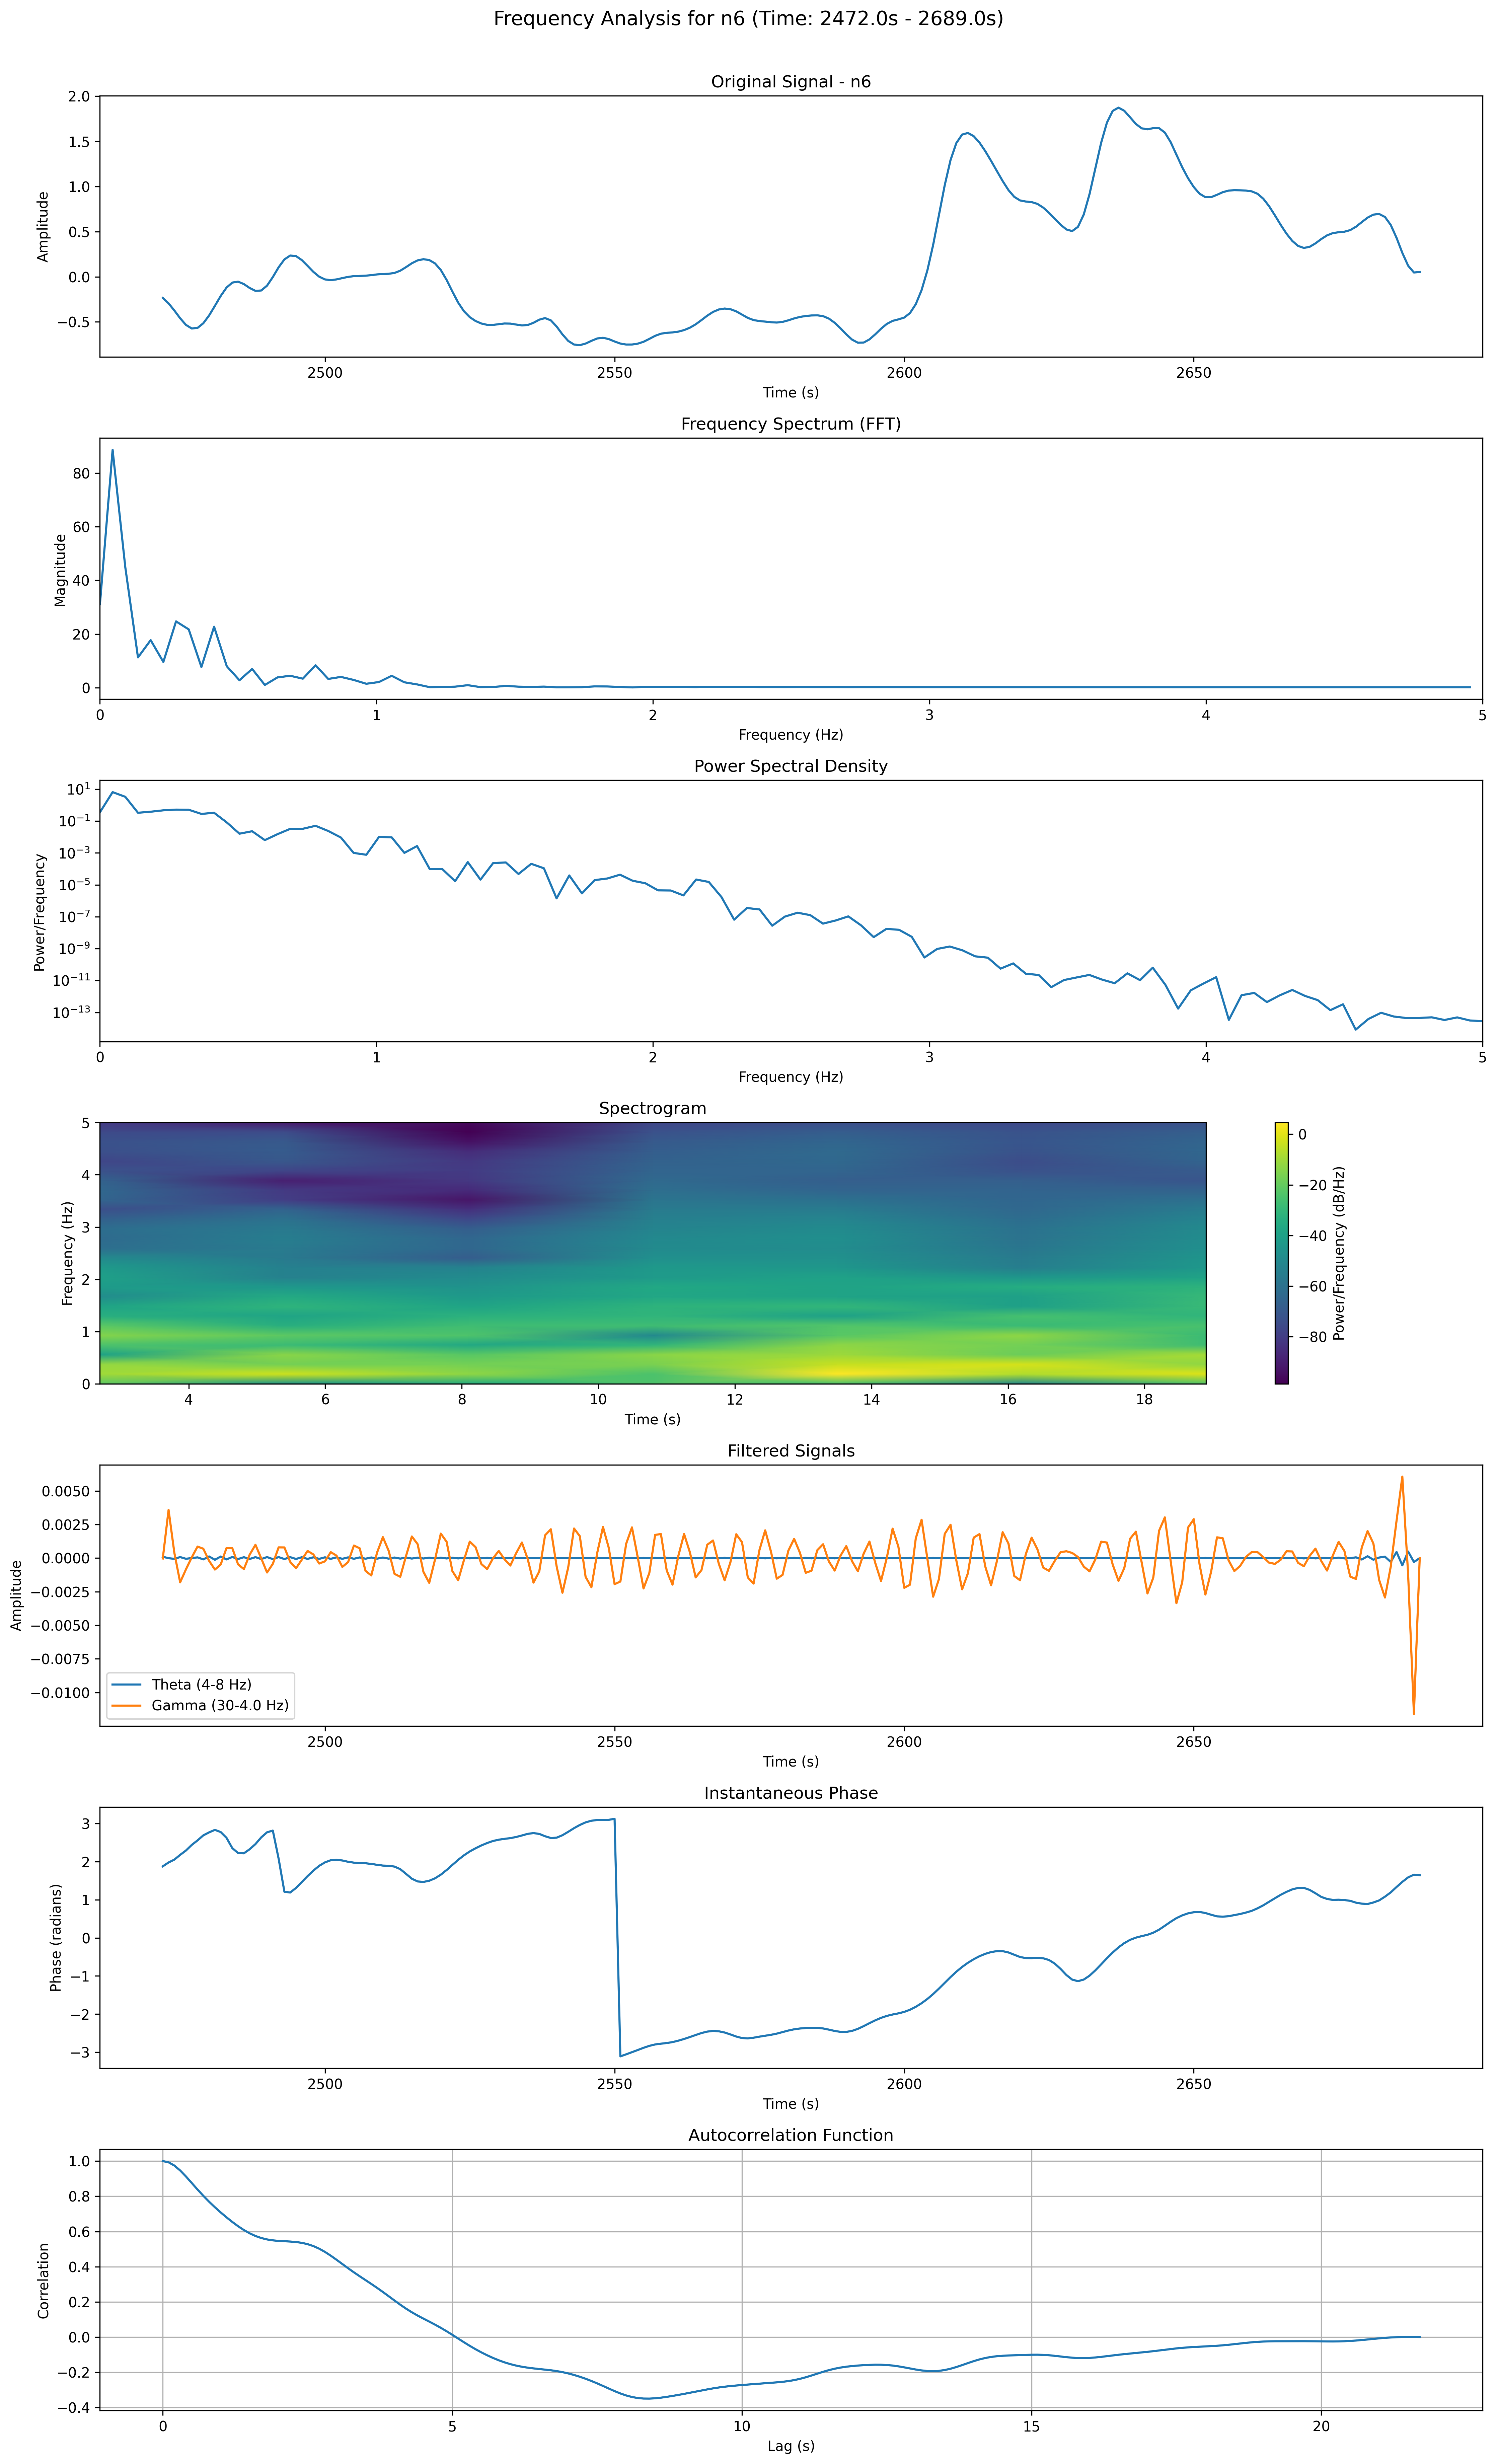 Frequency Analysis for n6 (Time: 2472.0s - 2689.0s)
Original Signal - n6
2.0
1.5
1.0
0.5
0.0
−0.5
Amplitude
2500 2550 2600 2650
Time (s)
Frequency Spectrum (FFT)
80
60
40
20
0
Magnitude
0 1 2 3 4 5
Frequency (Hz)
Power Spectral Density
10¹
10⁻¹
10⁻³
10⁻⁵
10⁻⁷
10⁻⁹
10⁻¹¹
10⁻¹³
Power/Frequency
0 1 2 3 4 5
Frequency (Hz)
Spectrogram
5
4
3
2
1
0
Frequency (Hz)
4 6 8 10 12 14 16 18
Time (s)
0
−20
−40
−60
−80
Power/Frequency (dB/Hz)
Filtered Signals
0.0050
0.0025
0.0000
−0.0025
−0.0050
−0.0075
−0.0100
Amplitude
Theta (4-8 Hz)
Gamma (30-4.0 Hz)
2500 2550 2600 2650
Time (s)
Instantaneous Phase
3
2
1
0
−1
−2
−3
Phase (radians)
2500 2550 2600 2650
Time (s)
Autocorrelation Function
1.0
0.8
0.6
0.4
0.2
0.0
−0.2
−0.4
Correlation
0 5 10 15 20
Lag (s)